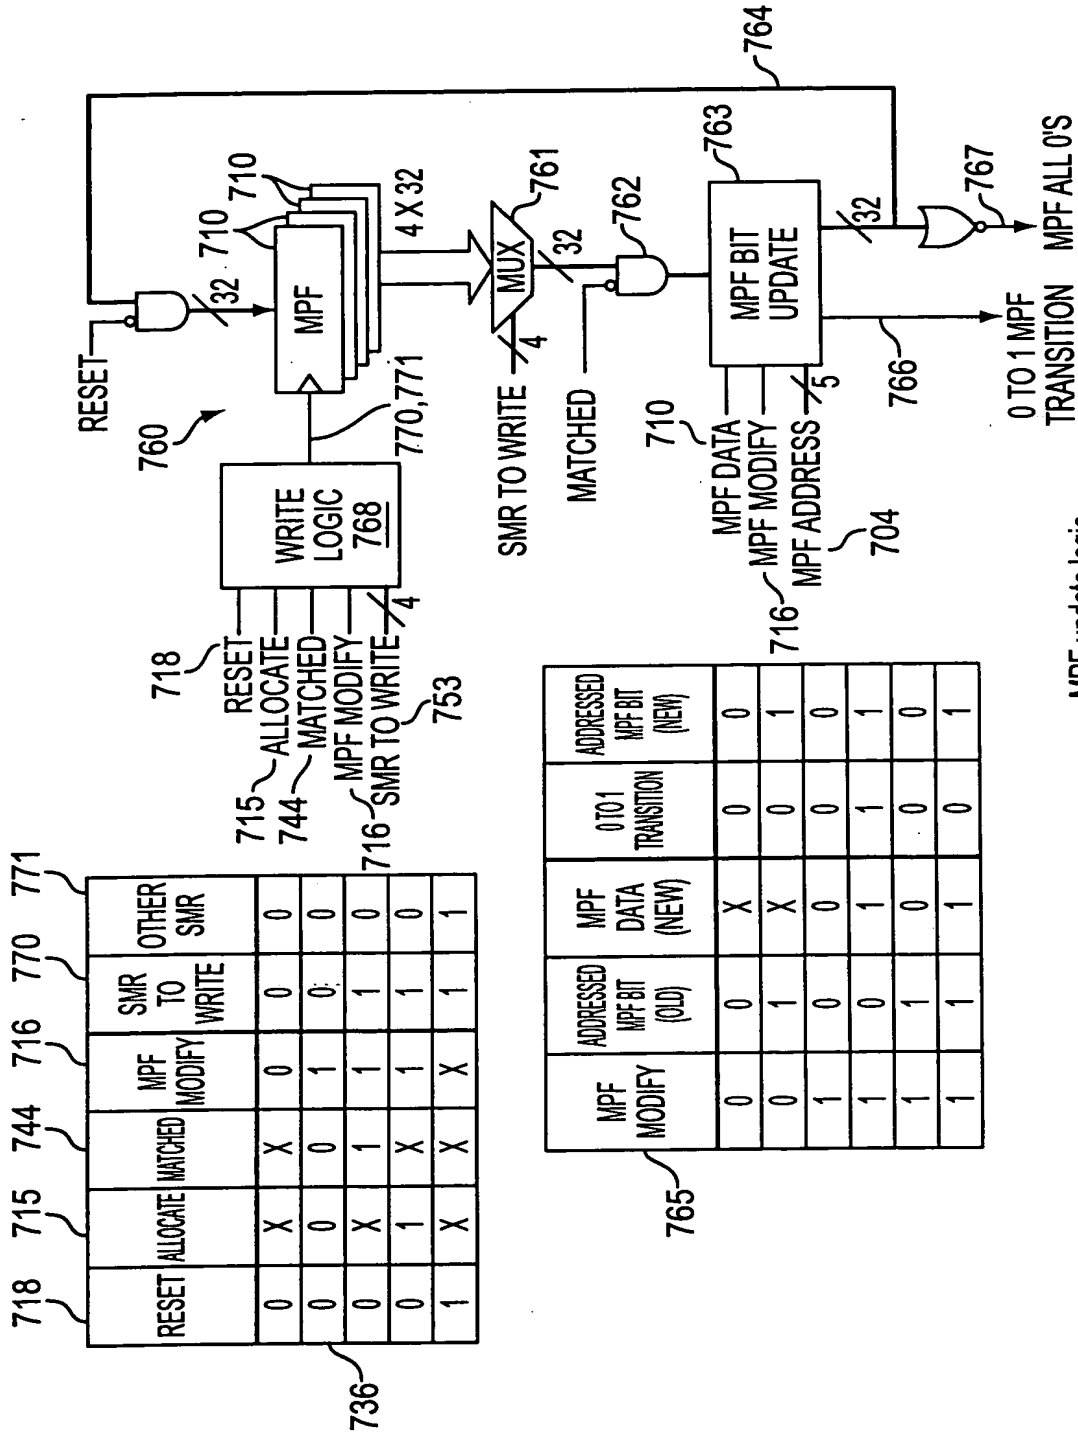 718
715
744
716
770
771
RESET
ALLOCATE
MATCHED
MPF
MODIFY
SMR
TO
WRITE
OTHER
SMR
0 X X 0 0 0
0 0 0 1 0 0
0 X 1 1 1 0
0 1 X 1 1 0
1 X X X 1 1
736
765
MPF
MODIFY
ADDRESSED
MPF BIT
(OLD)
MPF
DATA
(NEW)
0 TO 1
TRANSITION
ADDRESSED
MPF BIT
(NEW)
0 0 X 0 0
0 1 X 0 1
1 0 0 0 0
1 0 1 1 1
1 1 0 0 0
1 1 1 0 1
760
RESET
32
718
RESET
715
ALLOCATE
744
MATCHED
MPF MODIFY
716
SMR TO WRITE
4
753
WRITE
LOGIC
768
770,771
MPF
710
710
4 X 32
SMR TO WRITE
4
MUX
761
32
MATCHED
762
710
MPF DATA
MPF MODIFY
716
MPF ADDRESS
5
704
MPF BIT
UPDATE
763
32
764
766
767
0 TO 1 MPF
TRANSITION
MPF ALL 0'S
MPF update logic